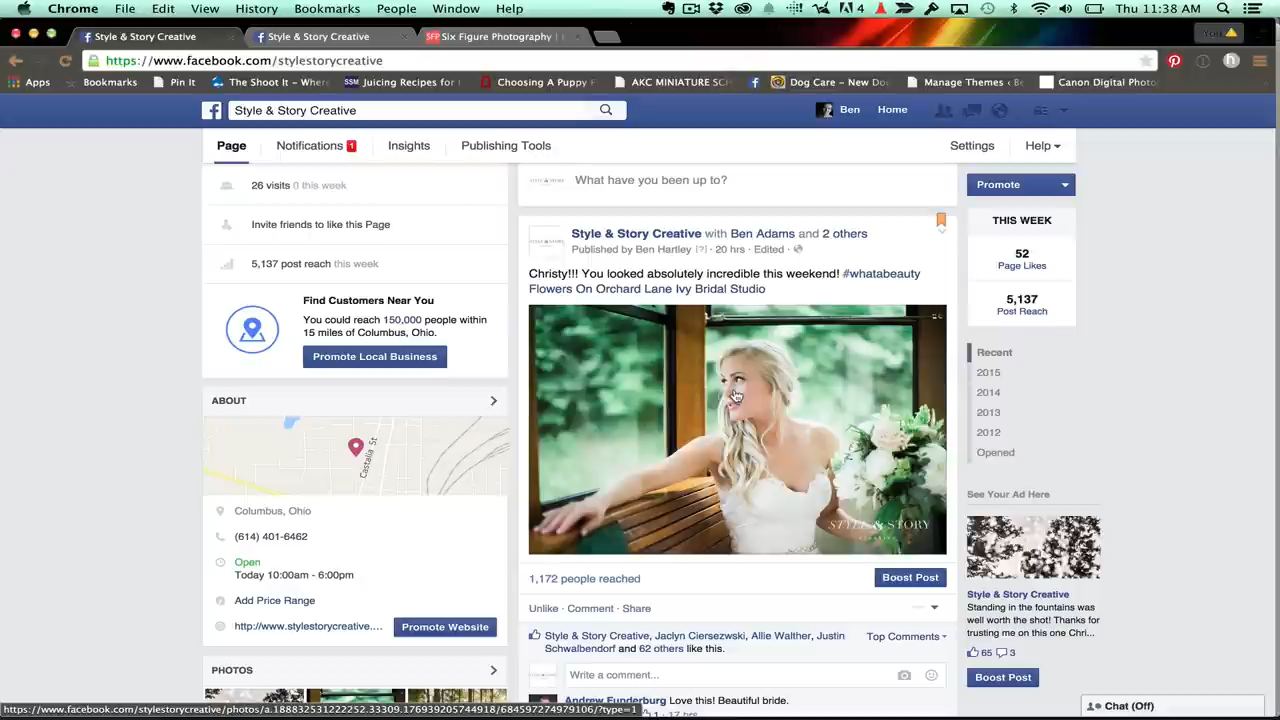 Chrome File Edit View History Bookmarks People Window Help 4 Thu 11:38 AM
Style & Story Creative × Style & Story Creative × SFP Six Figure Photography | ×
You
https://www.facebook.com/stylestorycreative
Apps Bookmarks Pin It The Shoot It – Where SSM Juicing Recipes for Choosing A Puppy AKC MINIATURE SCH Dog Care - New Do Manage Themes ‹ B Canon Digital Photo
Style & Story Creative
Ben Home
Page Notifications 1 Insights Publishing Tools Settings Help
26 visits 0 this week
Invite friends to like this Page
5,137 post reach this week
Find Customers Near You
You could reach 150,000 people within
15 miles of Columbus, Ohio.
Promote Local Business
ABOUT
Castalia St
Columbus, Ohio
(614) 401-6462
Open
Today 10:00am - 6:00pm
Add Price Range
http://www.stylestorycreative....
Promote Website
PHOTOS
What have you been up to?
Style & Story Creative with Ben Adams and 2 others
Published by Ben Hartley [?] · 20 hrs · Edited ·
Christy!!! You looked absolutely incredible this weekend! #whatabeauty
Flowers On Orchard Lane Ivy Bridal Studio
STYLE & STORY
creative
1,172 people reached
Boost Post
Unlike · Comment · Share
Style & Story Creative, Jaclyn Ciersezwski, Allie Walther, Justin
Schwalbendorf and 62 others like this.
Top Comments
Write a comment...
Andrew Funderburg Love this! Beautiful bride.
1 · 17 hrs
Promote
THIS WEEK
52
Page Likes
5,137
Post Reach
Recent
2015
2014
2013
2012
Opened
See Your Ad Here
Style & Story Creative
Standing in the fountains was
well worth the shot! Thanks for
trusting me on this one Chri...
65 3
Boost Post
Chat (Off)
https://www.facebook.com/stylestorycreative/photos/a.188832531222252.33309.176939205744918/684597274979106/?type=1